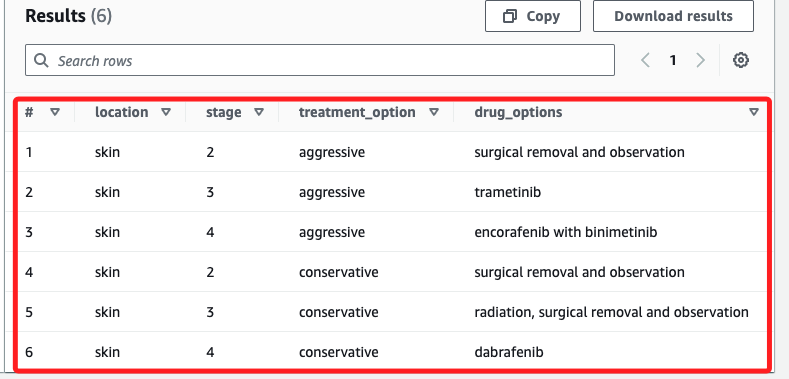 Results (6) Copy Download results
Search rows 1
# location stage treatment_option drug_options
1 skin 2 aggressive surgical removal and observation
2 skin 3 aggressive trametinib
3 skin 4 aggressive encorafenib with binimetinib
4 skin 2 conservative surgical removal and observation
5 skin 3 conservative radiation, surgical removal and observation
6 skin 4 conservative dabrafenib